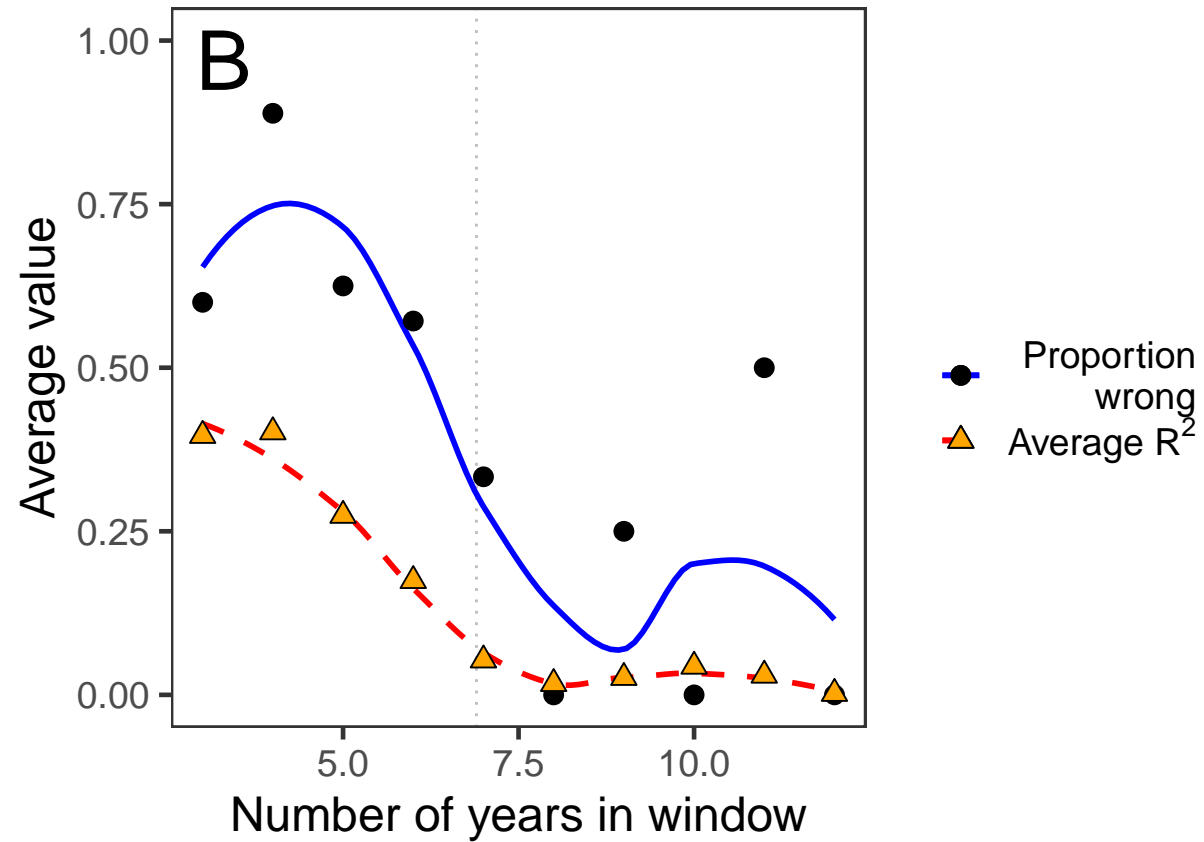 B
1.00
0.75
0.50
0.25
0.00
Average value
5.0 7.5 10.0
Number of years in window
Proportion
wrong
Average R²